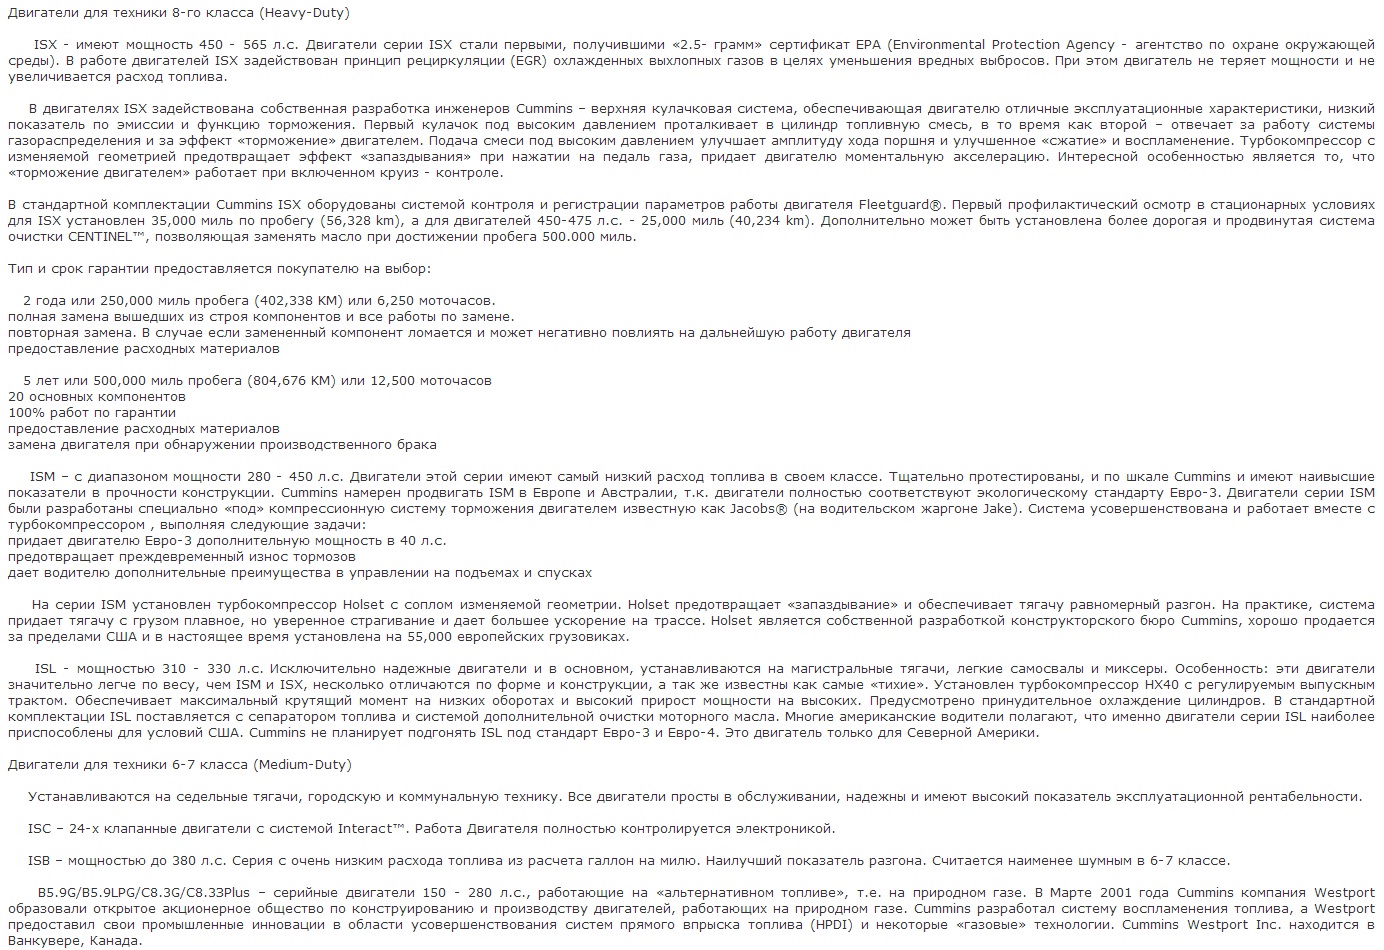 Двигатели для техники 8-го класса (Heavy-Duty)
ISX - имеют мощность 450 - 565 л.с. Двигатели серии ISX стали первыми, получившими «2.5- грамм» сертификат EPA (Environmental Protection Agency - агентство по охране окружающей
среды). В работе двигателей ISX задействован принцип рециркуляции (EGR) охлажденных выхлопных газов в целях уменьшения вредных выбросов. При этом двигатель не теряет мощности и не
увеличивается расход топлива.
В двигателях ISX задействована собственная разработка инженеров Cummins – верхняя кулачковая система, обеспечивающая двигателю отличные эксплуатационные характеристики, низкий
показатель по эмиссии и функцию торможения. Первый кулачок под высоким давлением проталкивает в цилиндр топливную смесь, в то время как второй – отвечает за работу системы
газораспределения и за эффект «торможение» двигателем. Подача смеси под высоким давлением улучшает амплитуду хода поршня и улучшенное «сжатие» и воспламенение. Турбокомпрессор с
изменяемой геометрией предотвращает эффект «запаздывания» при нажатии на педаль газа, придает двигателю моментальную акселерацию. Интересной особенностью является то, что
«торможение двигателем» работает при включенном круиз - контроле.
В стандартной комплектации Cummins ISX оборудованы системой контроля и регистрации параметров работы двигателя Fleetguard®. Первый профилактический осмотр в стационарных условиях
для ISX установлен 35,000 миль по пробегу (56,328 km), а для двигателей 450-475 л.с. - 25,000 миль (40,234 km). Дополнительно может быть установлена более дорогая и продвинутая система
очистки CENTINEL™, позволяющая заменять масло при достижении пробега 500.000 миль.
Тип и срок гарантии предоставляется покупателю на выбор:
2 года или 250,000 миль пробега (402,338 KM) или 6,250 моточасов.
полная замена вышедших из строя компонентов и все работы по замене.
повторная замена. В случае если замененный компонент ломается и может негативно повлиять на дальнейшую работу двигателя
предоставление расходных материалов
5 лет или 500,000 миль пробега (804,676 KM) или 12,500 моточасов
20 основных компонентов
100% работ по гарантии
предоставление расходных материалов
замена двигателя при обнаружении производственного брака
ISM – с диапазоном мощности 280 - 450 л.с. Двигатели этой серии имеют самый низкий расход топлива в своем классе. Тщательно протестированы, и по шкале Cummins и имеют наивысшие
показатели в прочности конструкции. Cummins намерен продвигать ISM в Европе и Австралии, т.к. двигатели полностью соответствуют экологическому стандарту Евро-3. Двигатели серии ISM
были разработаны специально «под» компрессионную систему торможения двигателем известную как Jacobs® (на водительском жаргоне Jake). Система усовершенствована и работает вместе с
турбокомпрессором , выполняя следующие задачи:
придает двигателю Евро-3 дополнительную мощность в 40 л.с.
предотвращает преждевременный износ тормозов
дает водителю дополнительные преимущества в управлении на подъемах и спусках
На серии ISM установлен турбокомпрессор Holset с соплом изменяемой геометрии. Holset предотвращает «запаздывание» и обеспечивает тягачу равномерный разгон. На практике, система
придает тягачу с грузом плавное, но уверенное страгивание и дает большее ускорение на трассе. Holset является собственной разработкой конструкторского бюро Cummins, хорошо продается
за пределами США и в настоящее время установлена на 55,000 европейских грузовиках.
ISL - мощностью 310 - 330 л.с. Исключительно надежные двигатели и в основном, устанавливаются на магистральные тягачи, легкие самосвалы и миксеры. Особенность: эти двигатели
значительно легче по весу, чем ISM и ISX, несколько отличаются по форме и конструкции, а так же известны как самые «тихие». Установлен турбокомпрессор HX40 с регулируемым выпускным
трактом. Обеспечивает максимальный крутящий момент на низких оборотах и высокий прирост мощности на высоких. Предусмотрено принудительное охлаждение цилиндров. В стандартной
комплектации ISL поставляется с сепаратором топлива и системой дополнительной очистки моторного масла. Многие американские водители полагают, что именно двигатели серии ISL наиболее
приспособлены для условий США. Cummins не планирует подгонять ISL под стандарт Евро-3 и Евро-4. Это двигатель только для Северной Америки.
Двигатели для техники 6-7 класса (Medium-Duty)
Устанавливаются на седельные тягачи, городскую и коммунальную технику. Все двигатели просты в обслуживании, надежны и имеют высокий показатель эксплуатационной рентабельности.
ISC – 24-х клапанные двигатели с системой Interact™. Работа Двигателя полностью контролируется электроникой.
ISB – мощностью до 380 л.с. Серия с очень низким расхода топлива из расчета галлон на милю. Наилучший показатель разгона. Считается наименее шумным в 6-7 классе.
B5.9G/B5.9LPG/C8.3G/C8.33Plus – серийные двигатели 150 - 280 л.с., работающие на «альтернативном топливе», т.е. на природном газе. В Марте 2001 года Cummins компания Westport
образовали открытое акционерное общество по конструированию и производству двигателей, работающих на природном газе. Cummins разработал систему воспламенения топлива, а Westport
предоставил свои промышленные инновации в области усовершенствования систем прямого впрыска топлива (HPDI) и некоторые «газовые» технологии. Cummins Westport Inc. находится в
Ванкувере, Канада.